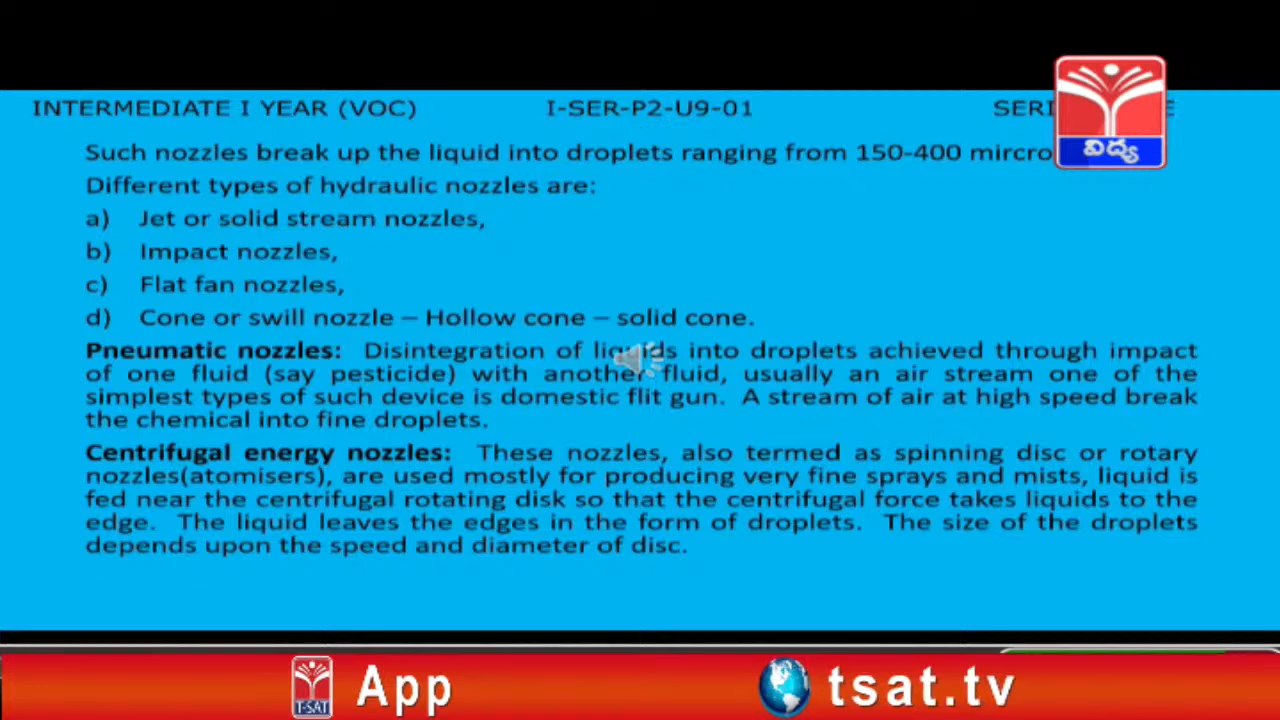 INTERMEDIATE I YEAR (VOC) I-SER-P2-U9-01
విద్య
Such nozzles break up the liquid into droplets ranging from 150-400
Different types of hydraulic nozzles are:
a) Jet or solid stream nozzles,
b) Impact nozzles,
c) Flat fan nozzles,
d) Cone or swill nozzle – Hollow cone – solid cone.
Pneumatic nozzles: Disintegration of liquids into droplets achieved through impact
of one fluid (say pesticide) with another fluid, usually an air stream one of the
simplest types of such device is domestic flit gun. A stream of air at high speed break
the chemical into fine droplets.
Centrifugal energy nozzles: These nozzles, also termed as spinning disc or rotary
nozzles(atomisers), are used mostly for producing very fine sprays and mists, liquid is
fed near the centrifugal rotating disk so that the centrifugal force takes liquids to the
edge. The liquid leaves the edges in the form of droplets. The size of the droplets
depends upon the speed and diameter of disc.
T-SAT App tsat.tv